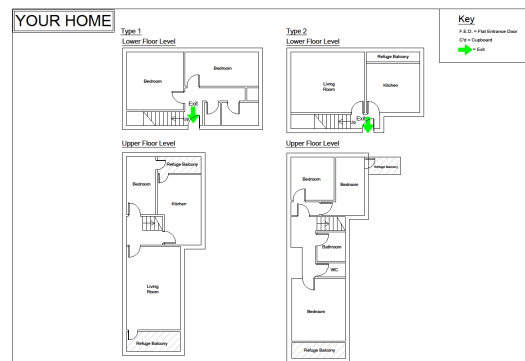 YOUR HOME
Type 1
Lower Floor Level
Bedroom
Bedroom
Exit
Upper Floor Level
Refuge Balcony
Bedroom
Kitchen
Living
Room
Refuge Balcony
Type 2
Lower Floor Level
Refuge Balcony
Living
Room
Kitchen
Exit
Upper Floor Level
Refuge Balcony
Bedroom
Bedroom
Bathroom
WC
Bedroom
Refuge Balcony
Key
F.E.D. = Flat Entrance Door
C'd = Cupboard
= Exit